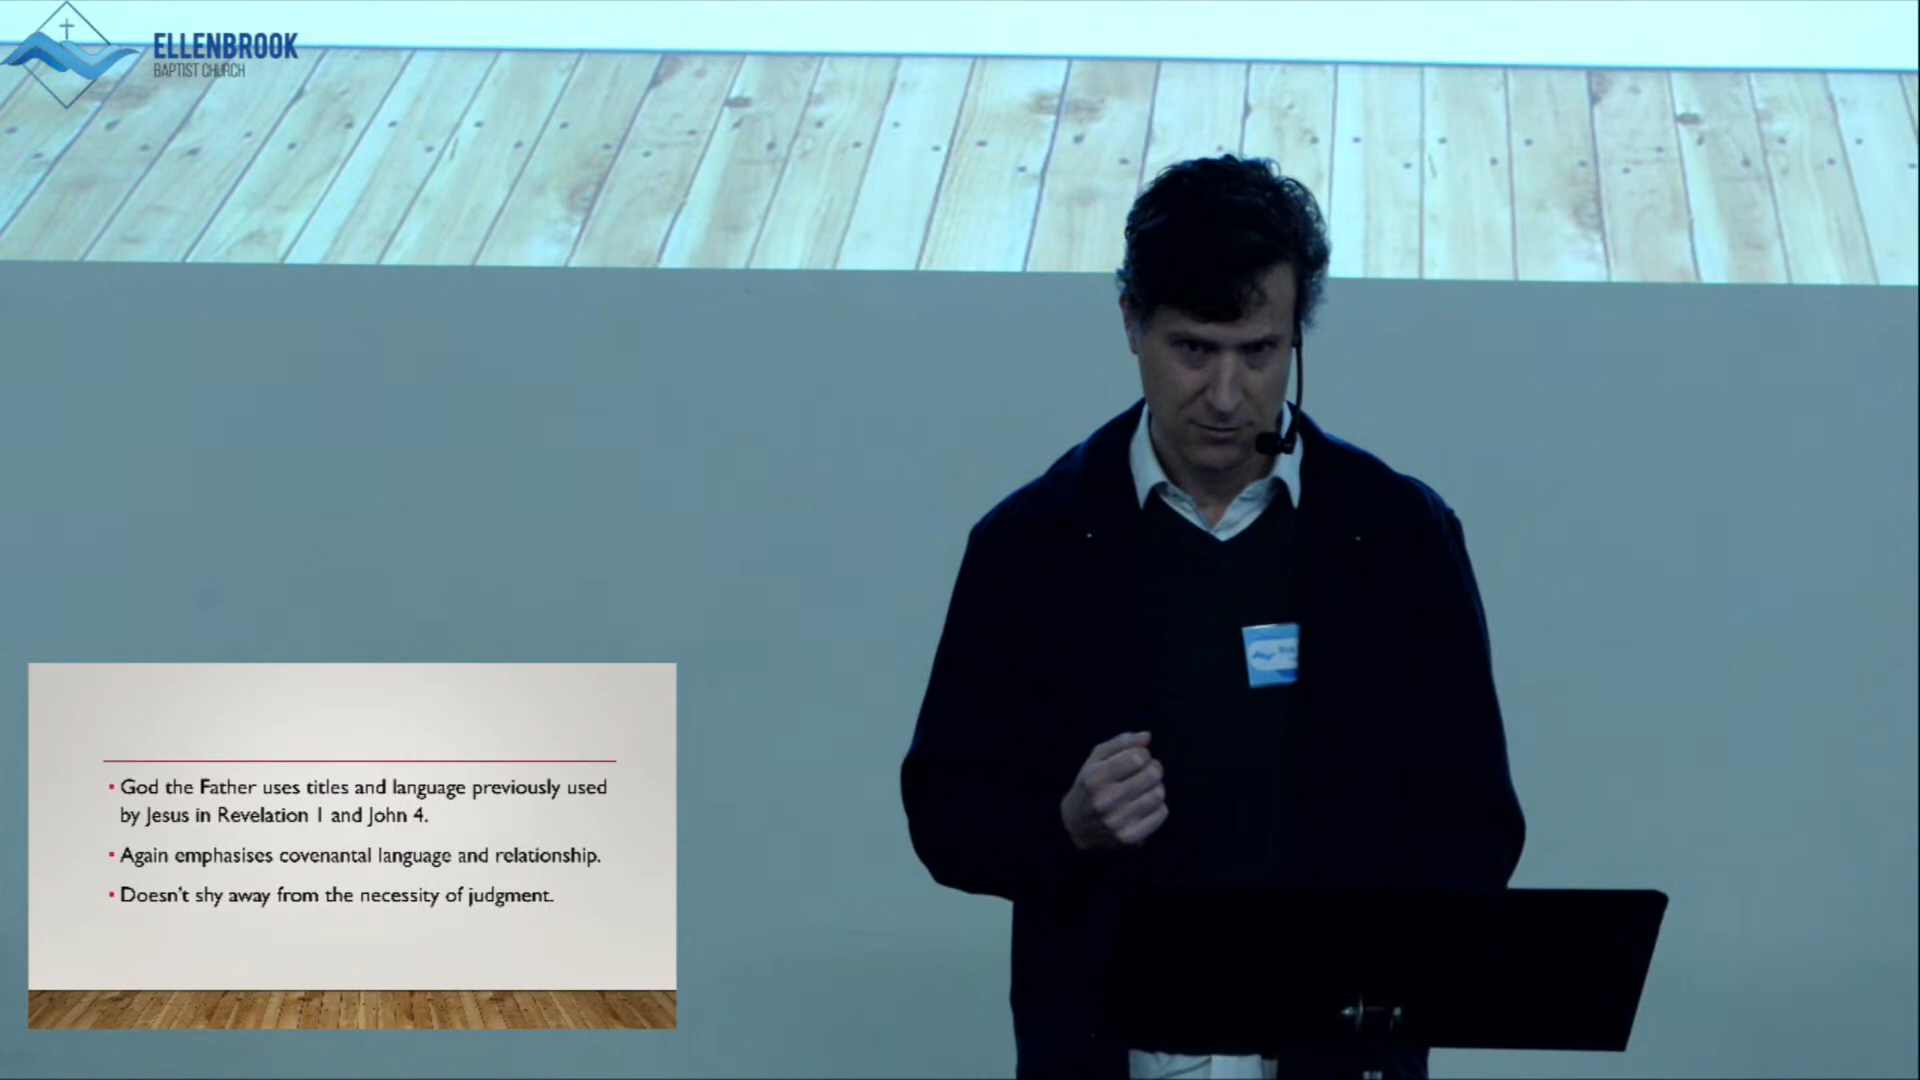 ELLENBROOK
BAPTIST CHURCH
God the Father uses titles and language previously used
by Jesus in Revelation 1 and John 4.
Again emphasises covenantal language and relationship.
Doesn't shy away from the necessity of judgment.